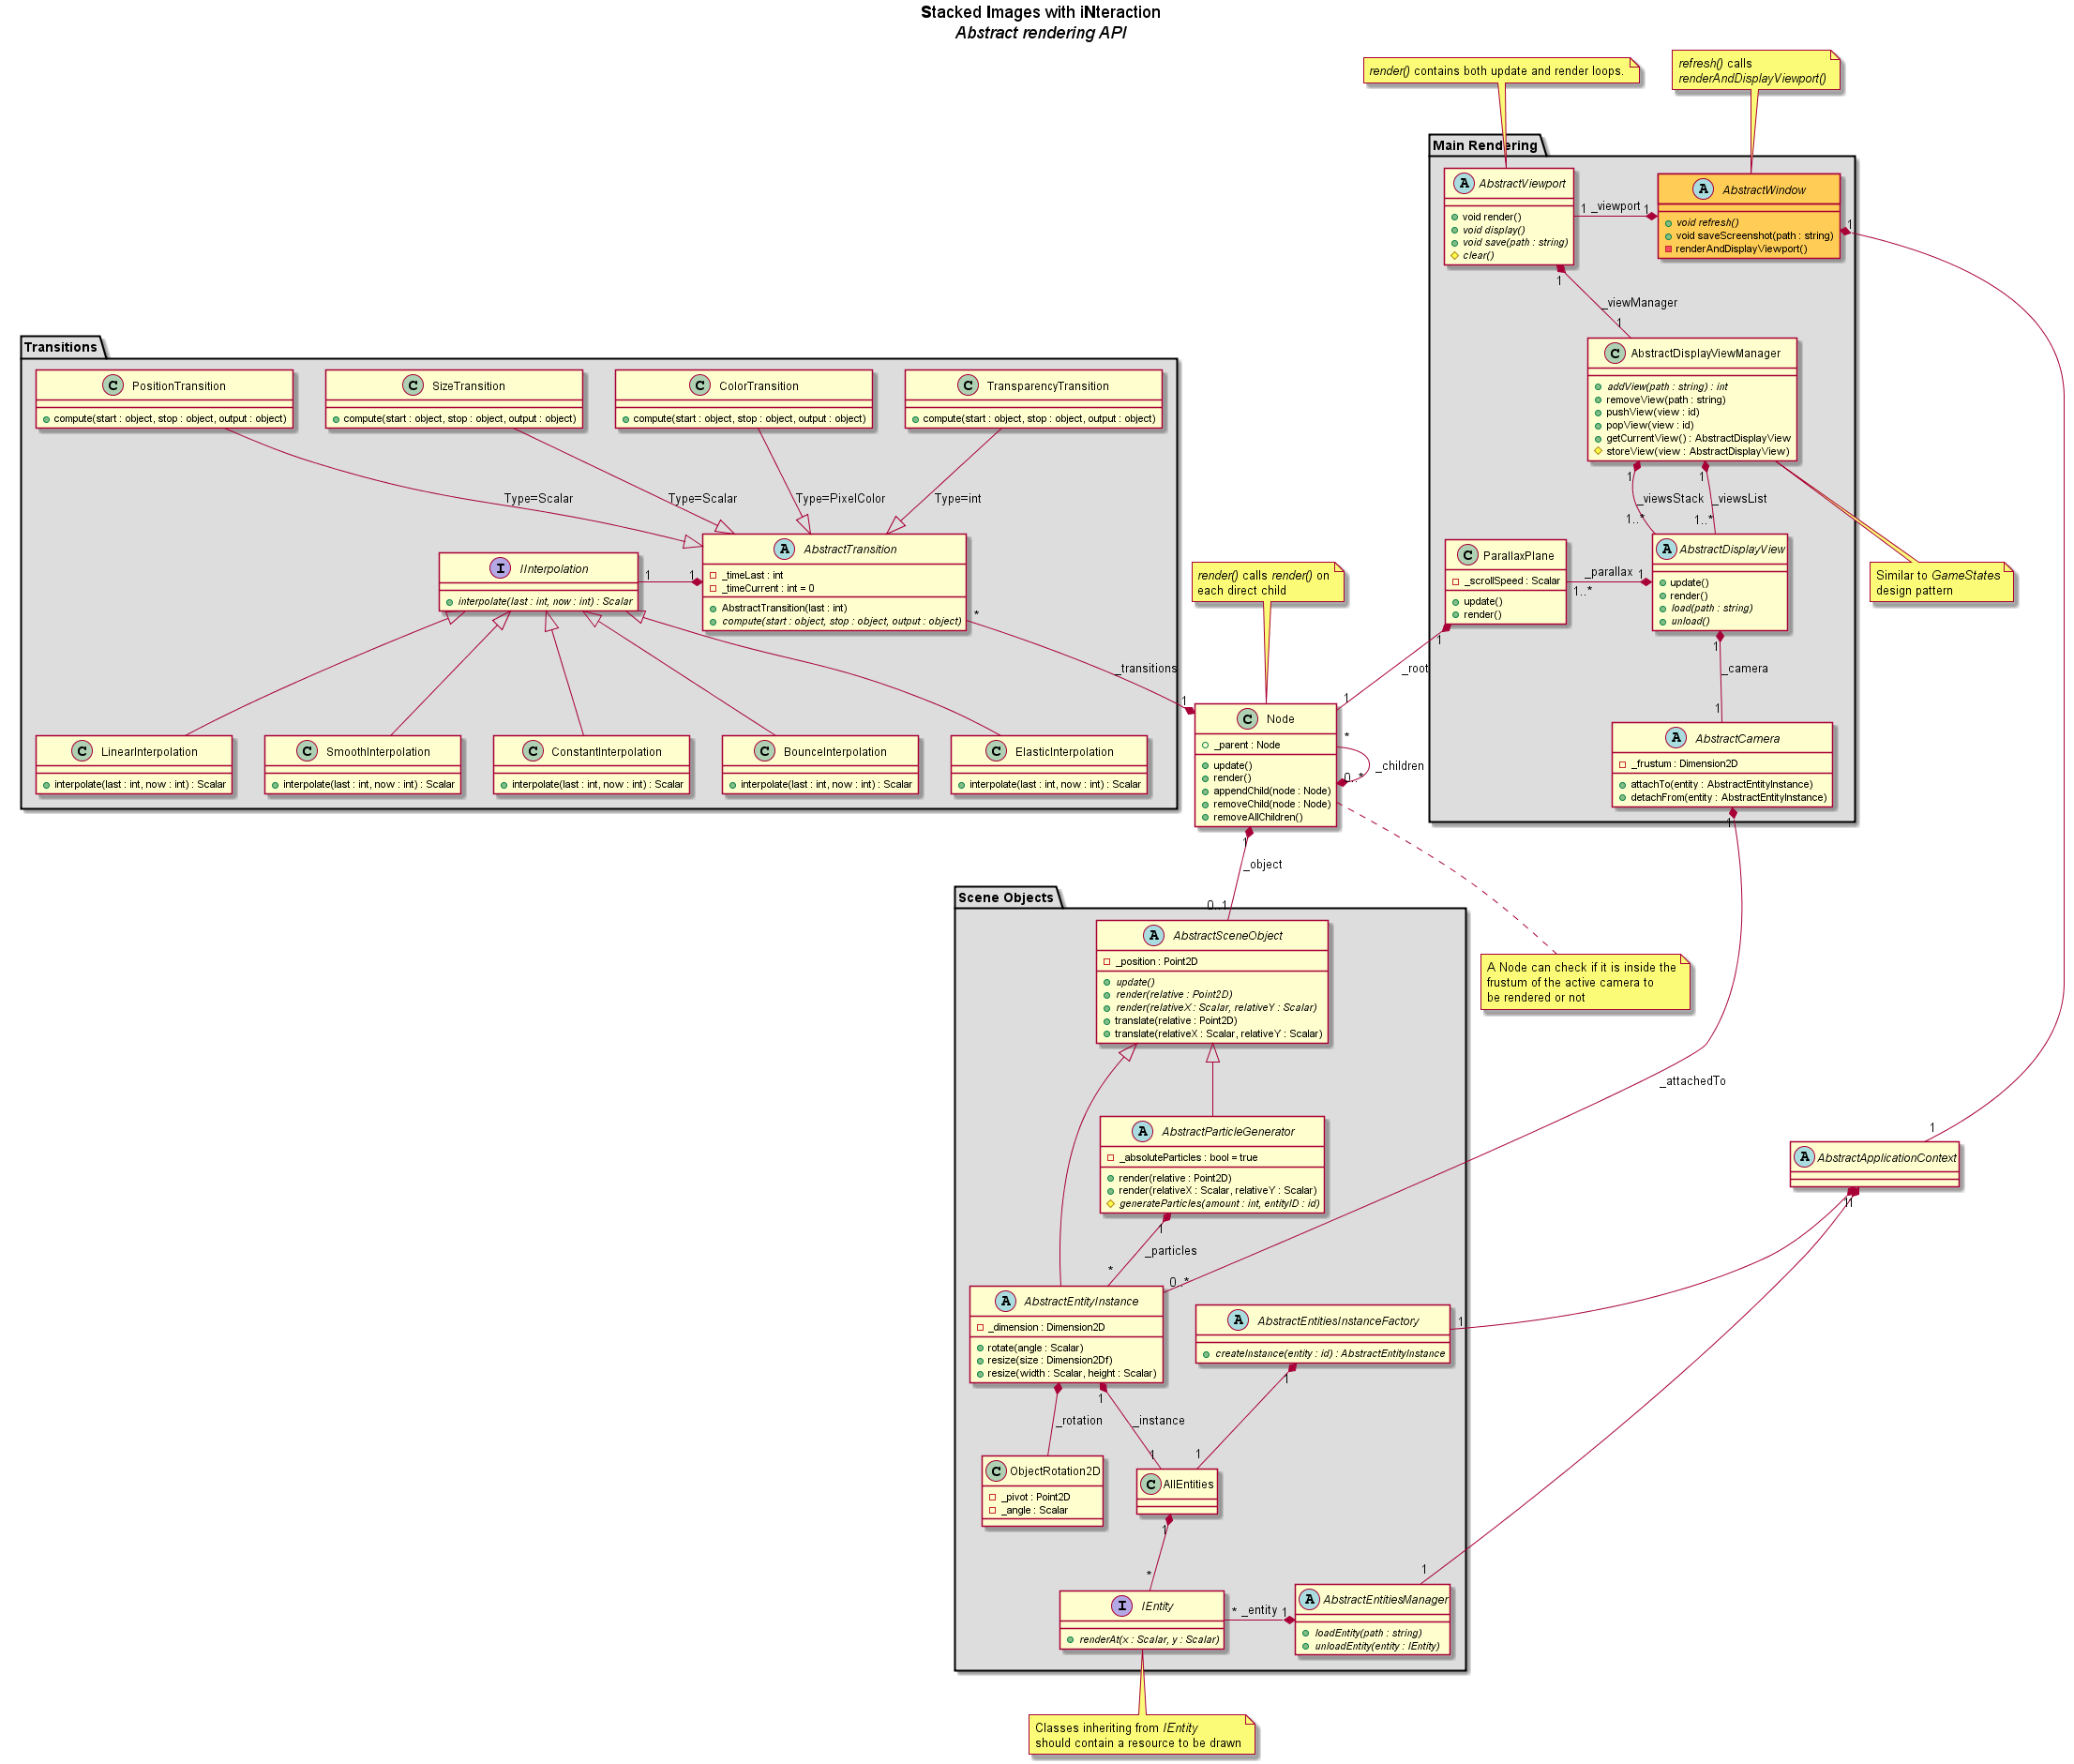 Stacked Images with iNteraction
Abstract rendering API
render() contains both update and render loops.
refresh() calls
renderAndDisplayViewport()
Main Rendering
A AbstractViewport
void render()
void display()
void save(path : string)
clear()
1 _viewport 1
A AbstractWindow
void refresh()
void saveScreenshot(path : string)
renderAndDisplayViewport()
1
1
_viewManager
1
C AbstractDisplayViewManager
addView(path : string) : int
removeView(path : string)
pushView(view : id)
popView(view : id)
getCurrentView() : AbstractDisplayView
storeView(view : AbstractDisplayView)
1 1
_viewsStack _viewsList
1..* 1..*
C ParallaxPlane
_scrollSpeed : Scalar
update()
render()
_parallax 1
1..*
A AbstractDisplayView
update()
render()
load(path : string)
unload()
Similar to GameStates
design pattern
1
_camera
1
A AbstractCamera
_frustum : Dimension2D
attachTo(entity : AbstractEntityInstance)
detachFrom(entity : AbstractEntityInstance)
1
Transitions
C PositionTransition
compute(start : object, stop : object, output : object)
C SizeTransition
compute(start : object, stop : object, output : object)
C ColorTransition
compute(start : object, stop : object, output : object)
C TransparencyTransition
compute(start : object, stop : object, output : object)
Type=Scalar
Type=Scalar
Type=PixelColor
Type=int
I IInterpolation
interpolate(last : int, now : int) : Scalar
1 1
A AbstractTransition
_timeLast : int
_timeCurrent : int = 0
AbstractTransition(last : int)
compute(start : object, stop : object, output : object)
*
_transitions
1
C LinearInterpolation
interpolate(last : int, now : int) : Scalar
C SmoothInterpolation
interpolate(last : int, now : int) : Scalar
C ConstantInterpolation
interpolate(last : int, now : int) : Scalar
C BounceInterpolation
interpolate(last : int, now : int) : Scalar
C ElasticInterpolation
interpolate(last : int, now : int) : Scalar
render() calls render() on
each direct child
1
_root
1
C Node
_parent : Node
update()
render()
appendChild(node : Node)
removeChild(node : Node)
removeAllChildren()
*
_children
0..*
1
_object
0..1
A Node can check if it is inside the
frustum of the active camera to
be rendered or not
Scene Objects
A AbstractSceneObject
_position : Point2D
update()
render(relative : Point2D)
render(relativeX : Scalar, relativeY : Scalar)
translate(relative : Point2D)
translate(relativeX : Scalar, relativeY : Scalar)
_attachedTo
A AbstractParticleGenerator
_absoluteParticles : bool = true
render(relative : Point2D)
render(relativeX : Scalar, relativeY : Scalar)
generateParticles(amount : int, entityID : id)
1
_particles
*
0..*
1
A AbstractApplicationContext
1
1
A AbstractEntityInstance
_dimension : Dimension2D
rotate(angle : Scalar)
resize(size : Dimension2Df)
resize(width : Scalar, height : Scalar)
A AbstractEntitiesInstanceFactory
createInstance(entity : id) : AbstractEntityInstance
1
1
1
_rotation
_instance
1
1
C ObjectRotation2D
_pivot : Point2D
_angle : Scalar
C AllEntities
1
*
I IEntity
renderAt(x : Scalar, y : Scalar)
* _entity 1
1
A AbstractEntitiesManager
loadEntity(path : string)
unloadEntity(entity : IEntity)
Classes inheriting from IEntity
should contain a resource to be drawn